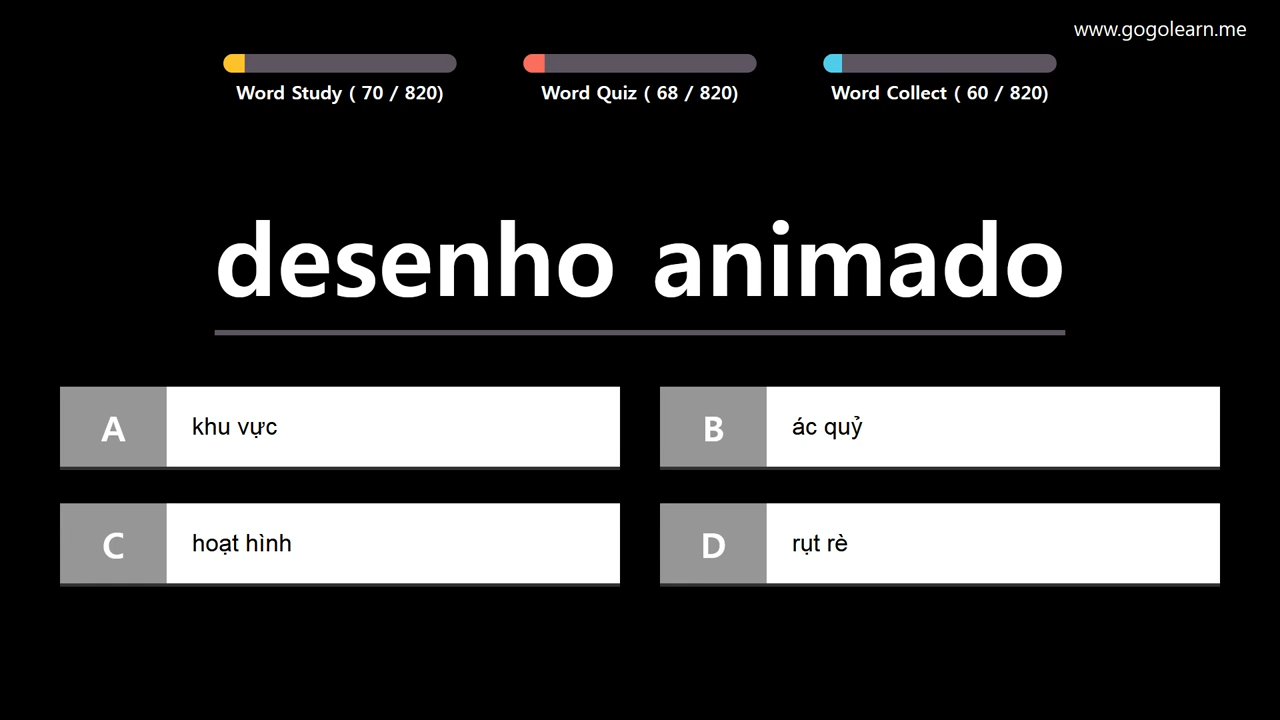 www.gogolearn.me
Word Study ( 70 / 820)
Word Quiz ( 68 / 820)
Word Collect ( 60 / 820)
desenho animado
A khu vực
B ác quỷ
C hoạt hình
D rụt rè